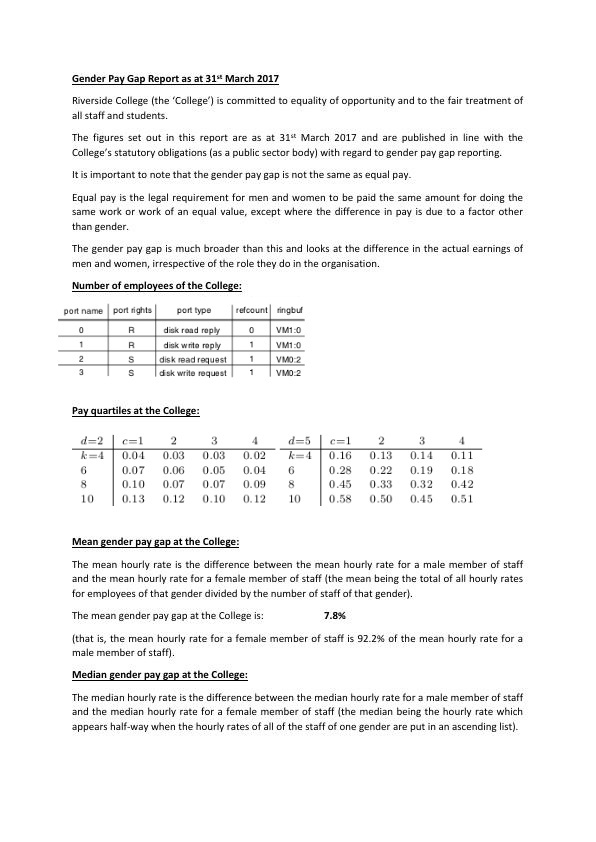 Gender Pay Gap Report as at 31st March 2017
Riverside College (the ‘College’) is committed to equality of opportunity and to the fair treatment of
all staff and students.
The figures set out in this report are as at 31st March 2017 and are published in line with the
College’s statutory obligations (as a public sector body) with regard to gender pay gap reporting.
It is important to note that the gender pay gap is not the same as equal pay.
Equal pay is the legal requirement for men and women to be paid the same amount for doing the
same work or work of an equal value, except where the difference in pay is due to a factor other
than gender.
The gender pay gap is much broader than this and looks at the difference in the actual earnings of
men and women, irrespective of the role they do in the organisation.
Number of employees of the College:
port name port rights port type refcount ringbuf
0 R disk read reply 0 VM1:0
1 R disk write reply 1 VM1:0
2 S disk read request 1 VM0:2
3 S disk write request 1 VM0:2
Pay quartiles at the College:
d=2 c=1 2 3 4 d=5 c=1 2 3 4
k=4 0.04 0.03 0.03 0.02 k=4 0.16 0.13 0.14 0.11
6 0.07 0.06 0.05 0.04 6 0.28 0.22 0.19 0.18
8 0.10 0.07 0.07 0.09 8 0.45 0.33 0.32 0.42
10 0.13 0.12 0.10 0.12 10 0.58 0.50 0.45 0.51
Mean gender pay gap at the College:
The mean hourly rate is the difference between the mean hourly rate for a male member of staff
and the mean hourly rate for a female member of staff (the mean being the total of all hourly rates
for employees of that gender divided by the number of staff of that gender).
The mean gender pay gap at the College is: 7.8%
(that is, the mean hourly rate for a female member of staff is 92.2% of the mean hourly rate for a
male member of staff).
Median gender pay gap at the College:
The median hourly rate is the difference between the median hourly rate for a male member of staff
and the median hourly rate for a female member of staff (the median being the hourly rate which
appears half-way when the hourly rates of all of the staff of one gender are put in an ascending list).